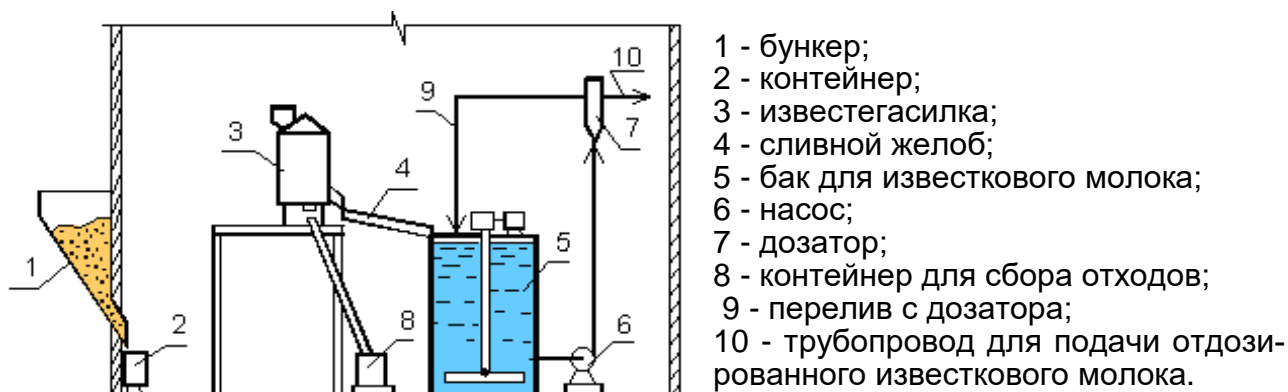 10
9
7
3
4
5
1
2
8
6
1 - бункер;
2 - контейнер;
3 - известегасилка;
4 - сливной желоб;
5 - бак для известкового молока;
6 - насос;
7 - дозатор;
8 - контейнер для сбора отходов;
9 - перелив с дозатора;
10 - трубопровод для подачи отдози-
рованного известкового молока.